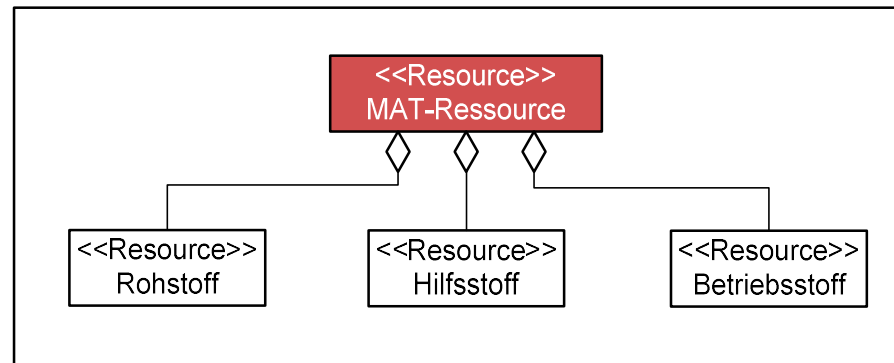 <<Resource>>
MAT-Ressource
<<Resource>>
Rohstoff
<<Resource>>
Hilfsstoff
<<Resource>>
Betriebsstoff